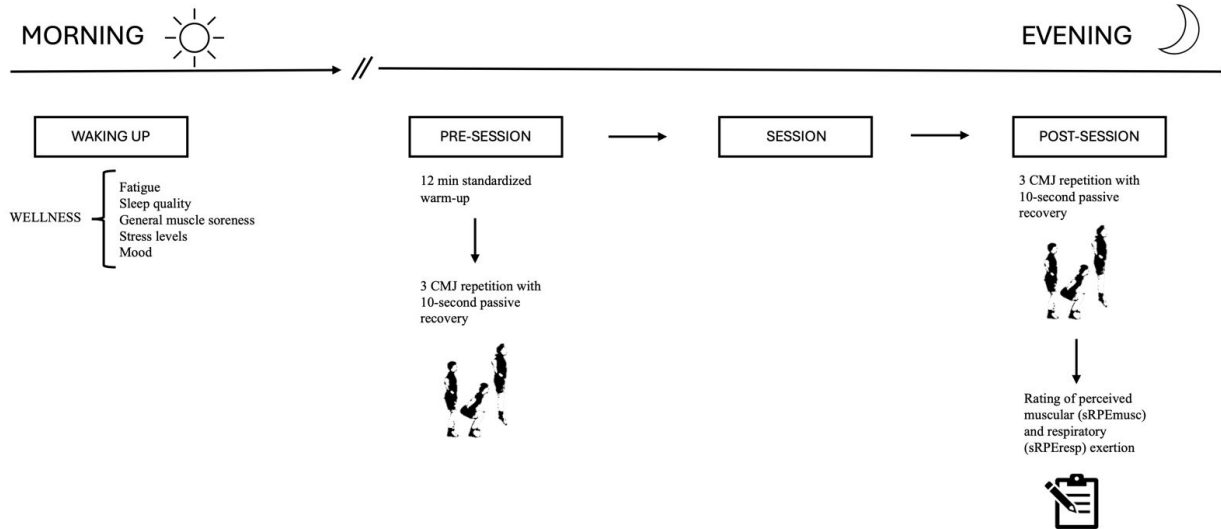 MORNING
EVENING
WAKING UP
PRE-SESSION
SESSION
POST-SESSION
WELLNESS
Fatigue
Sleep quality
General muscle soreness
Stress levels
Mood
12 min standardized
warm-up
3 CMJ repetition with
10-second passive
recovery
3 CMJ repetition with
10-second passive
recovery
Rating of perceived
muscular (sRPEmusc)
and respiratory
(sRPEresp) exertion